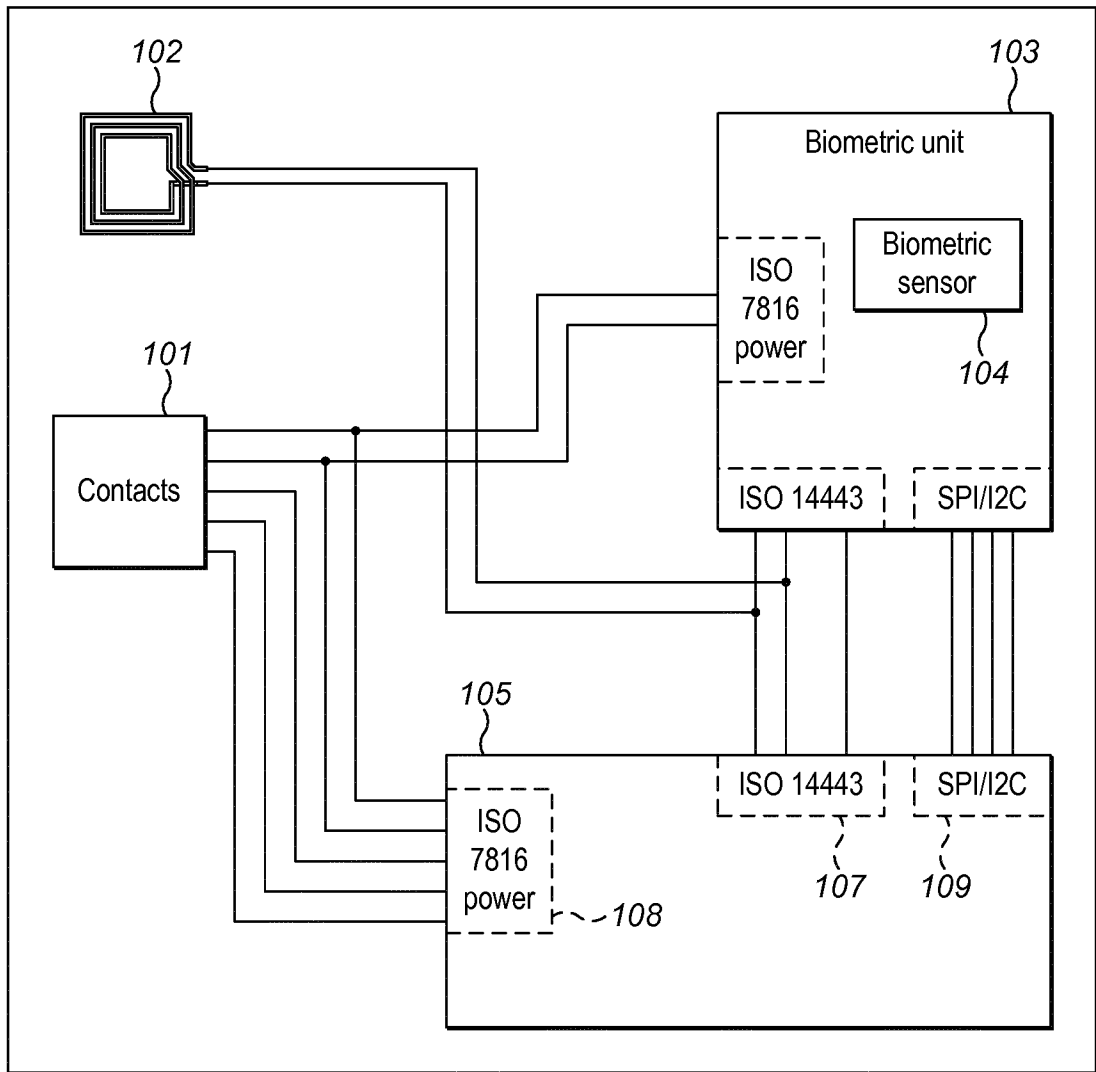 102
103
Biometric unit
Biometric
sensor
104
ISO
7816
power
101
Contacts
ISO 14443
SPI/I2C
105
ISO 14443
SPI/I2C
107
109
ISO
7816
power
108